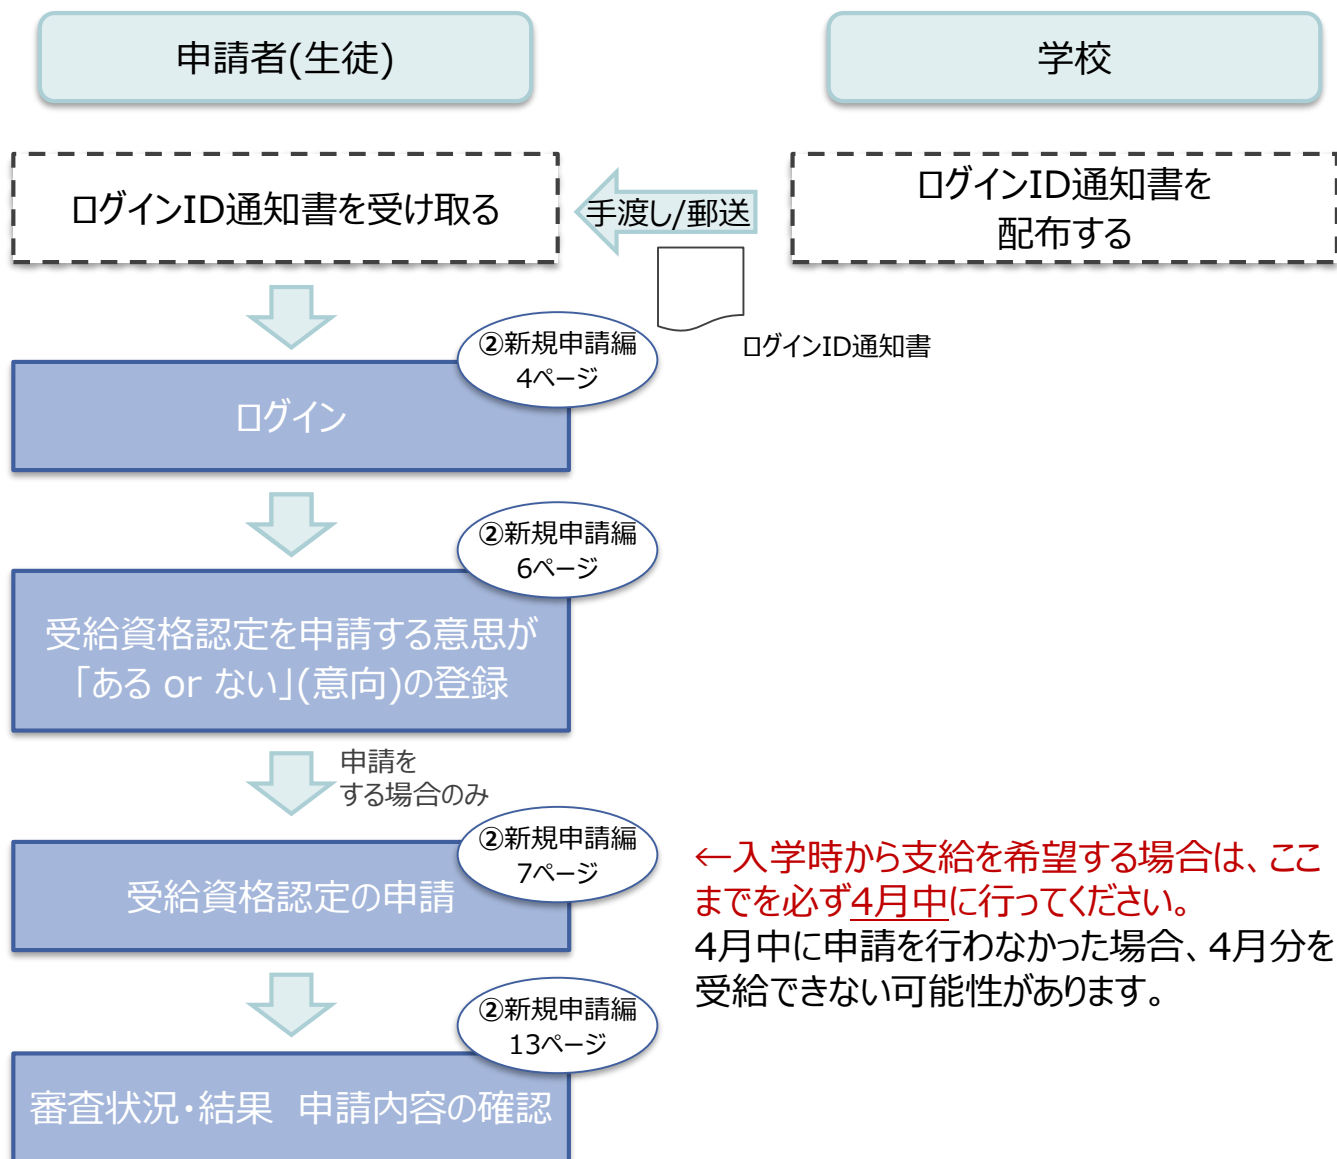 申請者(生徒)
学校
ログインID通知書を受け取る
手渡し/郵送
ログインID通知書を
配布する
ログインID通知書
②新規申請編
4ページ
ログイン
②新規申請編
6ページ
受給資格認定を申請する意思が
「ある or ない」(意向)の登録
申請を
する場合のみ
②新規申請編
7ページ
受給資格認定の申請
←入学時から支給を希望する場合は、ここ
までを必ず4月中に行ってください。
4月中に申請を行わなかった場合、4月分を
受給できない可能性があります。
②新規申請編
13ページ
審査状況・結果　申請内容の確認